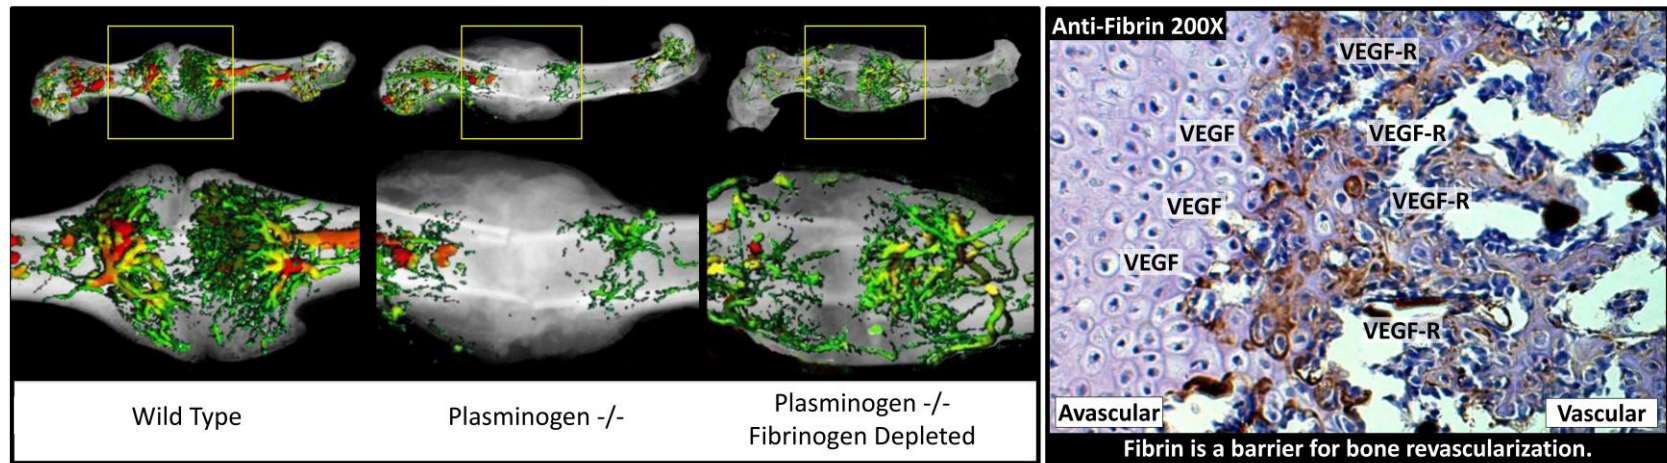 Wild Type
Plasminogen -/-
Plasminogen -/-
Fibrinogen Depleted
Anti-Fibrin 200X
VEGF-R
VEGF
VEGF-R
VEGF
VEGF-R
VEGF
VEGF-R
Avascular
Vascular
Fibrin is a barrier for bone revascularization.